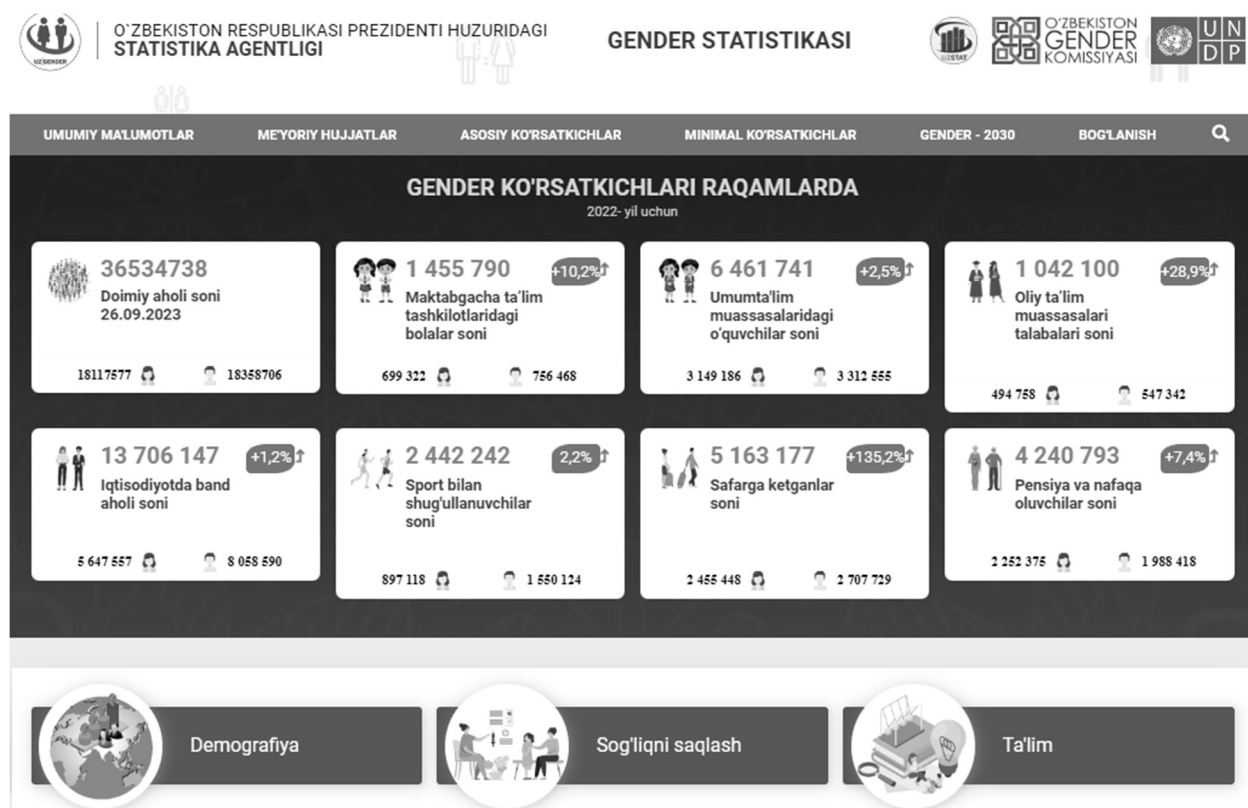 O`ZBEKISTON RESPUBLIKASI PREZIDENTI HUZURIDAGI
STATISTIKA AGENTLIGI
UZGENDER
GENDER STATISTIKASI
UZSTAT
O'ZBEKISTON
GENDER
KOMISSIYASI
U N
D P
UMUMIY MA'LUMOTLAR
ME'YORIY HUJJATLAR
ASOSIY KO'RSATKICHLAR
MINIMAL KO'RSATKICHLAR
GENDER - 2030
BOG'LANISH
GENDER KO'RSATKICHLARI RAQAMLARDA
2022- yil uchun
36534738
Doimiy aholi soni
26.09.2023
18117577 18358706
1 455 790 +10,2%
Maktabgacha ta’lim
tashkilotlaridagi
bolalar soni
699 322 756 468
6 461 741 +2,5%
Umumta'lim
muassasalaridagi
o‘quvchilar soni
3 149 186 3 312 555
1 042 100 +28,9%
Oliy ta’lim
muassasalari
talabalari soni
494 758 547 342
13 706 147 +1,2%
Iqtisodiyotda band
aholi soni
5 647 557 8 058 590
2 442 242 2,2%
Sport bilan
shug'ullanuvchilar
soni
897 118 1 550 124
5 163 177 +135,2%
Safarga ketganlar
soni
2 455 448 2 707 729
4 240 793 +7,4%
Pensiya va nafaqa
oluvchilar soni
2 252 375 1 988 418
Demografiya
Sog'liqni saqlash
Ta'lim